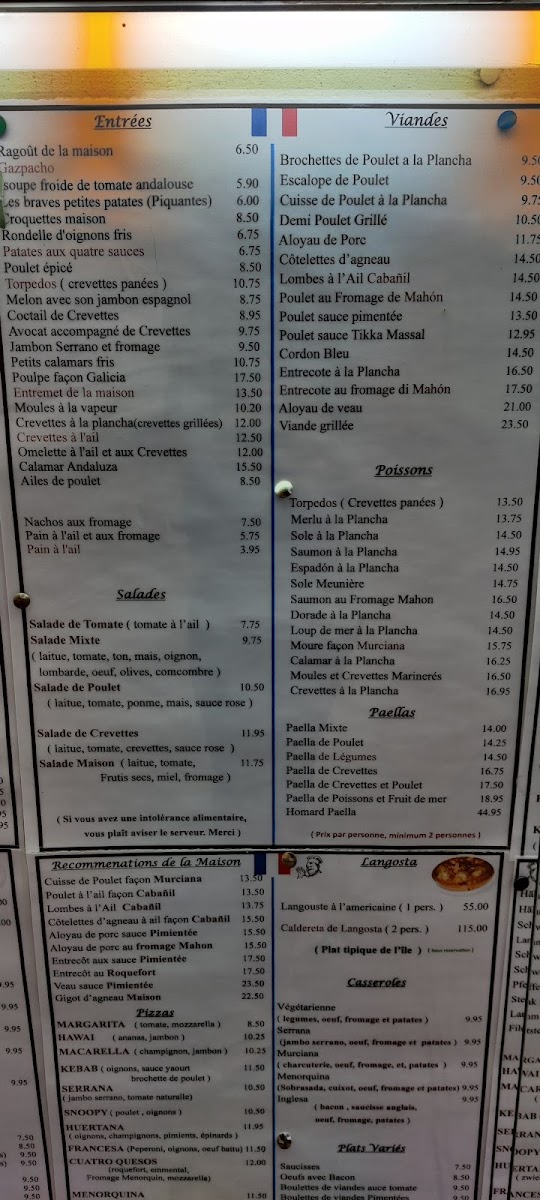 Entrées
Ragoût de la maison 6.50
Gazpacho
soupe froide de tomate andalouse 5.90
Les braves petites patates (Piquantes) 6.00
Croquettes maison 8.50
Rondelle d'oignons fris 6.75
Patates aux quatre sauces 6.75
Poulet épicé 8.50
Torpedos ( crevettes panées ) 10.75
Melon avec son jambon espagnol 8.75
Coctail de Crevettes 8.95
Avocat accompagné de Crevettes 9.75
Jambon Serrano et fromage 9.50
Petits calamars fris 10.75
Poulpe façon Galicia 17.50
Entremet de la maison 13.50
Moules à la vapeur 10.20
Crevettes à la plancha(crevettes grillées) 12.00
Crevettes à l'ail 12.50
Omelette à l'ail et aux Crevettes 12.00
Calamar Andaluza 15.50
Ailes de poulet 8.50
Nachos aux fromage 7.50
Pain à l'ail et aux fromage 5.75
Pain à l'ail 3.95
Salades
Salade de Tomate ( tomate à l'ail ) 7.75
Salade Mixte 9.75
( laitue, tomate, ton, mais, oignon,
lombarde, oeuf, olives, comcombre )
Salade de Poulet 10.50
( laitue, tomate, ponme, mais, sauce rose )
Salade de Crevettes 11.95
( laitue, tomate, crevettes, sauce rose )
Salade Maison ( laitue, tomate, 11.75
Frutis secs, miel, fromage )
( Si vous avez une intolérance alimentaire,
vous plaît aviser le serveur. Merci )
Viandes
Brochettes de Poulet a la Plancha 9.50
Escalope de Poulet 9.50
Cuisse de Poulet à la Plancha 9.75
Demi Poulet Grillé 10.50
Aloyau de Porc 11.75
Côtelettes d'agneau 14.50
Lombes à l'Ail Cabañil 14.50
Poulet au Fromage de Mahón 14.50
Poulet sauce pimentée 13.50
Poulet sauce Tikka Massal 12.95
Cordon Bleu 14.50
Entrecote à la Plancha 16.50
Entrecote au fromage di Mahón 17.50
Aloyau de veau 21.00
Viande grillée 23.50
Poissons
Torpedos ( Crevettes panées ) 13.50
Merlu à la Plancha 13.75
Sole à la Plancha 14.50
Saumon à la Plancha 14.95
Espadón à la Plancha 14.50
Sole Meunière 14.75
Saumon au Fromage Mahon 16.50
Dorade à la Plancha 14.50
Loup de mer à la Plancha 14.50
Moure façon Murciana 15.75
Calamar à la Plancha 16.25
Moules et Crevettes Marinerés 16.50
Crevettes à la Plancha 16.95
Paellas
Paella Mixte 14.00
Paella de Poulet 14.25
Paella de Légumes 14.50
Paella de Crevettes 16.75
Paella de Crevettes et Poulet 17.50
Paella de Poissons et Fruit de mer 18.95
Homard Paella 44.95
( Prix par personne, minimum 2 personnes )
Recommenations de la Maison
Cuisse de Poulet façon Murciana 13.50
Poulet à l'ail façon Cabañil 13.50
Lombes à l'Ail Cabañil 13.75
Côtelettes d'agneau à ail façon Cabañil 15.50
Aloyau de porc sauce Pimientée 15.50
Aloyau de porc au fromage Mahon 15.50
Entrecôt aux sauce Pimientée 17.50
Entrecôt au Roquefort 17.50
Veau sauce Pimientée 23.50
Gigot d'agneau Maison 22.50
Pizzas
MARGARITA ( tomate, mozzarella ) 8.50
HAWAI ( ananas, jambon ) 10.25
MACARELLA ( champignon, jambon ) 10.25
KEBAB ( oignons, sauce yaourt 11.50
brochette de poulet )
SERRANA 10.50
( jambo serrano, tomate naturalle)
SNOOPY ( poulet , oignons ) 10.50
HUERTANA 11.95
( oignons, champignons, pimients, épinards )
FRANCESA (Peperoni, oignons, oeuf battu) 11.50
CUATRO QUESOS 12.00
(roquefort, emmental,
Fromage Menorquin, mozzarella)
MENORQUINA 11.50
Langosta
Langouste à l'americaine ( 1 pers. ) 55.00
Caldereta de Langosta ( 2 pers. ) 115.00
( Plat tipique de l'île )
Casseroles
Végétarienne
( legumes, oeuf, fromage et patates ) 9.95
Serrana
(jambo serrano, oeuf, fromage et patates ) 9.95
Murciana
( charcuterie, oeuf, fromage, et patates ) 9.95
Menorquina
(Sobrasada, cuixot, oeuf, fromage et patates) 9.95
Inglesa 9.95
( bacon , saucisse anglais,
oeuf, fromage, patates )
Plats Variés
Saucisses 7.50
Oeufs avec Bacon 8.50
Boulettes de viandes auce tomate 9.50
Boulettes de viandes Pimientes 9.50